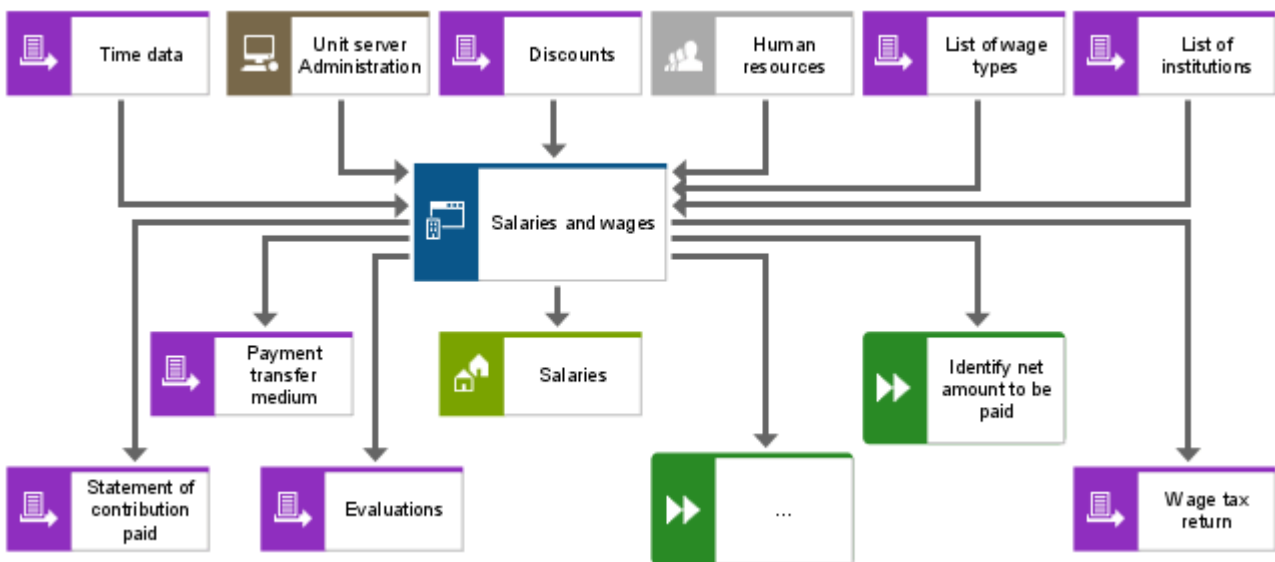 Time data
Unit server
Administration
Discounts
Human
resources
List of wage
types
List of
institutions
Salaries and wages
Payment
transfer
medium
Salaries
Identify net
amount to be
paid
Statement of
contribution
paid
Evaluations
...
Wage tax
return